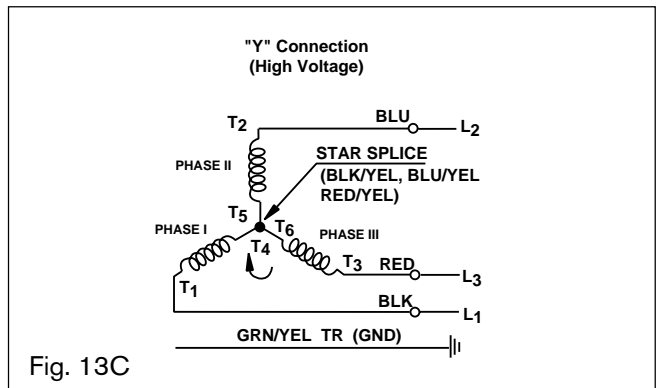 "Y" Connection
(High Voltage)
T2
BLU
L2
STAR SPLICE
(BLK/YEL, BLU/YEL
RED/YEL)
PHASE II
T5
T6
PHASE I
PHASE III
T4
T3
RED
L3
T1
BLK
L1
GRN/YEL TR (GND)
Fig. 13C